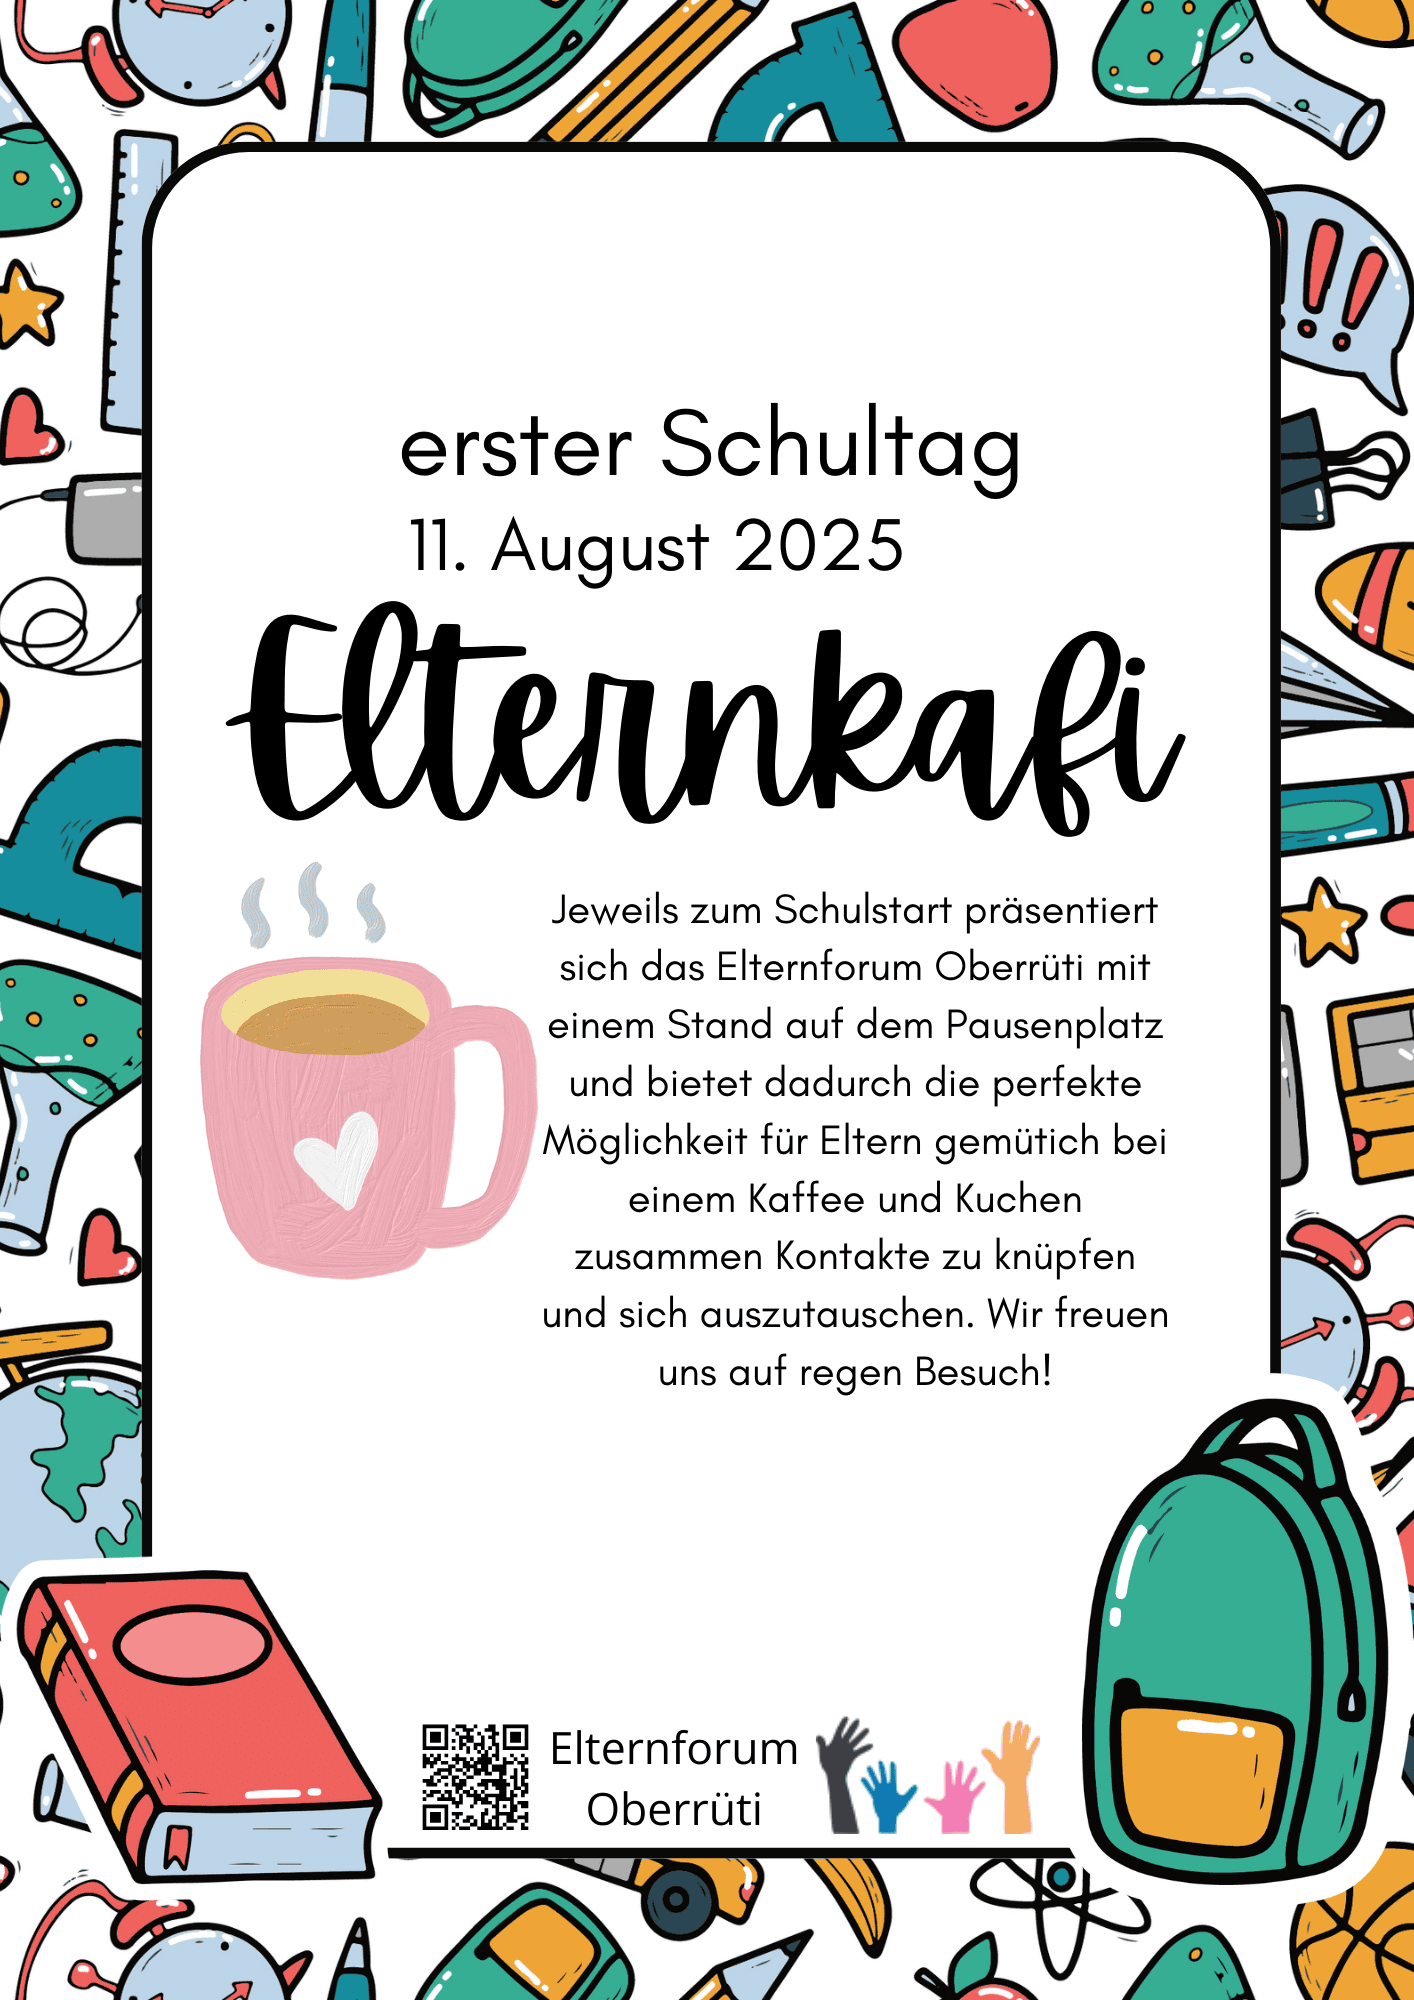 erster Schultag
11. August 2025
Elternkafi
Jeweils zum Schulstart präsentiert
sich das Elternforum Oberrüti mit
einem Stand auf dem Pausenplatz
und bietet dadurch die perfekte
Möglichkeit für Eltern gemütich bei
einem Kaffee und Kuchen
zusammen Kontakte zu knüpfen
und sich auszutauschen. Wir freuen
uns auf regen Besuch!
Elternforum
Oberrüti